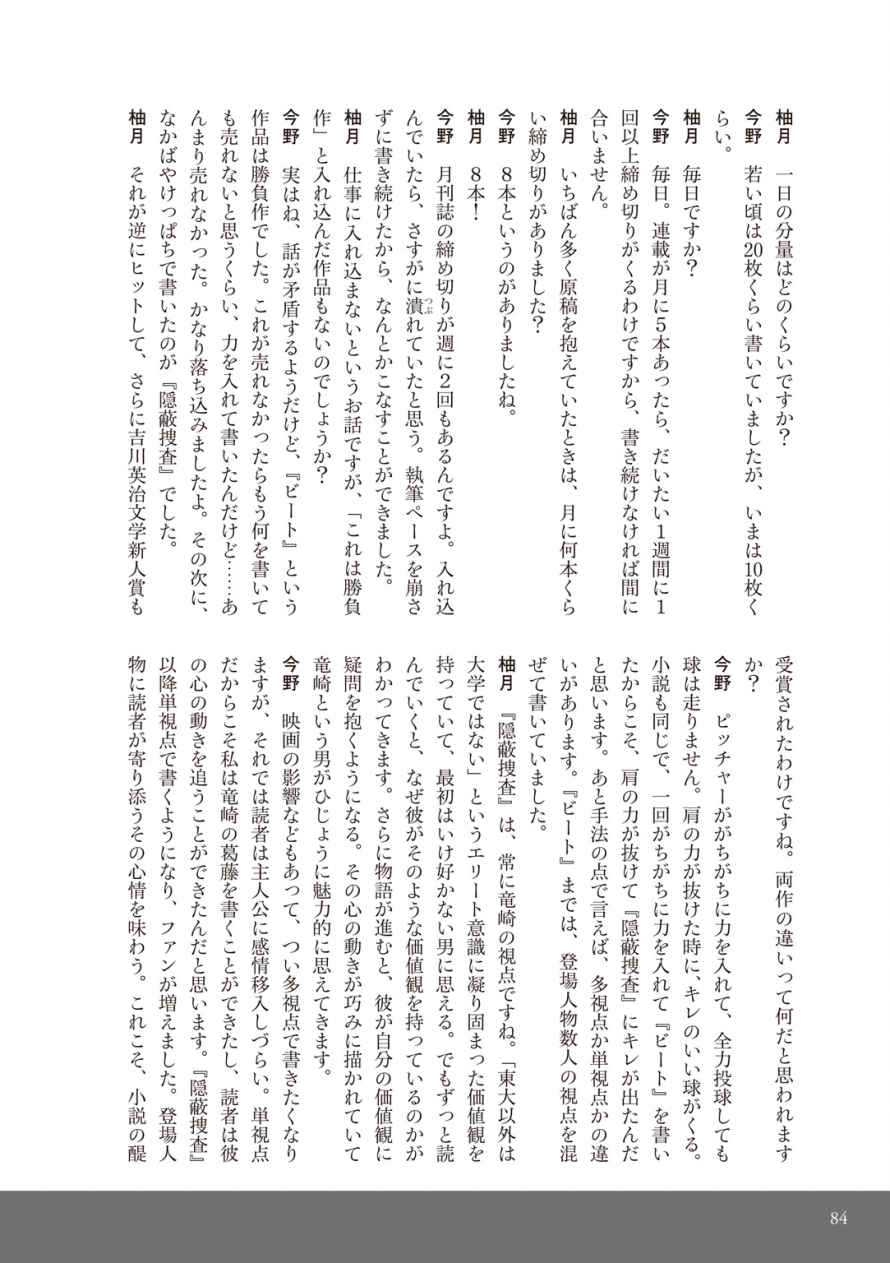 柚月　一日の分量はどのくらいですか？
今野　若い頃は20枚くらい書いていましたが、いまは10枚く
らい。
柚月　毎日ですか？
今野　毎日。連載が月に５本あったら、だいたい１週間に１
回以上締め切りがくるわけですから、書き続けなければ間に
合いません。
柚月　いちばん多く原稿を抱えていたときは、月に何本くら
い締め切りがありました？
今野　８本というのがありましたね。
柚月　８本！
今野　月刊誌の締め切りが週に２回もあるんですよ。入れ込
んでいたら、さすがに潰つぶれていたと思う。執筆ペースを崩さ
ずに書き続けたから、なんとかこなすことができました。
柚月　仕事に入れ込まないというお話ですが、「これは勝負
作」と入れ込んだ作品もないのでしょうか？
今野　実はね、話が矛盾するようだけど、『ビート』という
作品は勝負作でした。これが売れなかったらもう何を書いて
も売れないと思うくらい、力を入れて書いたんだけど……あ
んまり売れなかった。かなり落ち込みましたよ。その次に、
なかばやけっぱちで書いたのが『隠蔽捜査』でした。
柚月　それが逆にヒットして、さらに吉川英治文学新人賞も
受賞されたわけですね。両作の違いって何だと思われます
か？
今野　ピッチャーががちがちに力を入れて、全力投球しても
球は走りません。肩の力が抜けた時に、キレのいい球がくる。
小説も同じで、一回がちがちに力を入れて『ビート』を書い
たからこそ、肩の力が抜けて『隠蔽捜査』にキレが出たんだ
と思います。あと手法の点で言えば、多視点か単視点かの違
いがあります。『ビート』までは、登場人物数人の視点を混
ぜて書いていました。
柚月　『隠蔽捜査』は、常に竜崎の視点ですね。「東大以外は
大学ではない」というエリート意識に凝り固まった価値観を
持っていて、最初はいけ好かない男に思える。でもずっと読
んでいくと、なぜ彼がそのような価値観を持っているのかが
わかってきます。さらに物語が進むと、彼が自分の価値観に
疑問を抱くようになる。その心の動きが巧みに描かれていて
竜崎という男がひじょうに魅力的に思えてきます。
今野　映画の影響などもあって、つい多視点で書きたくなり
ますが、それでは読者は主人公に感情移入しづらい。単視点
だからこそ私は竜崎の葛藤を書くことができたし、読者は彼
の心の動きを追うことができたんだと思います。『隠蔽捜査』
以降単視点で書くようになり、ファンが増えました。登場人
物に読者が寄り添うその心情を味わう。これこそ、小説の醍
84